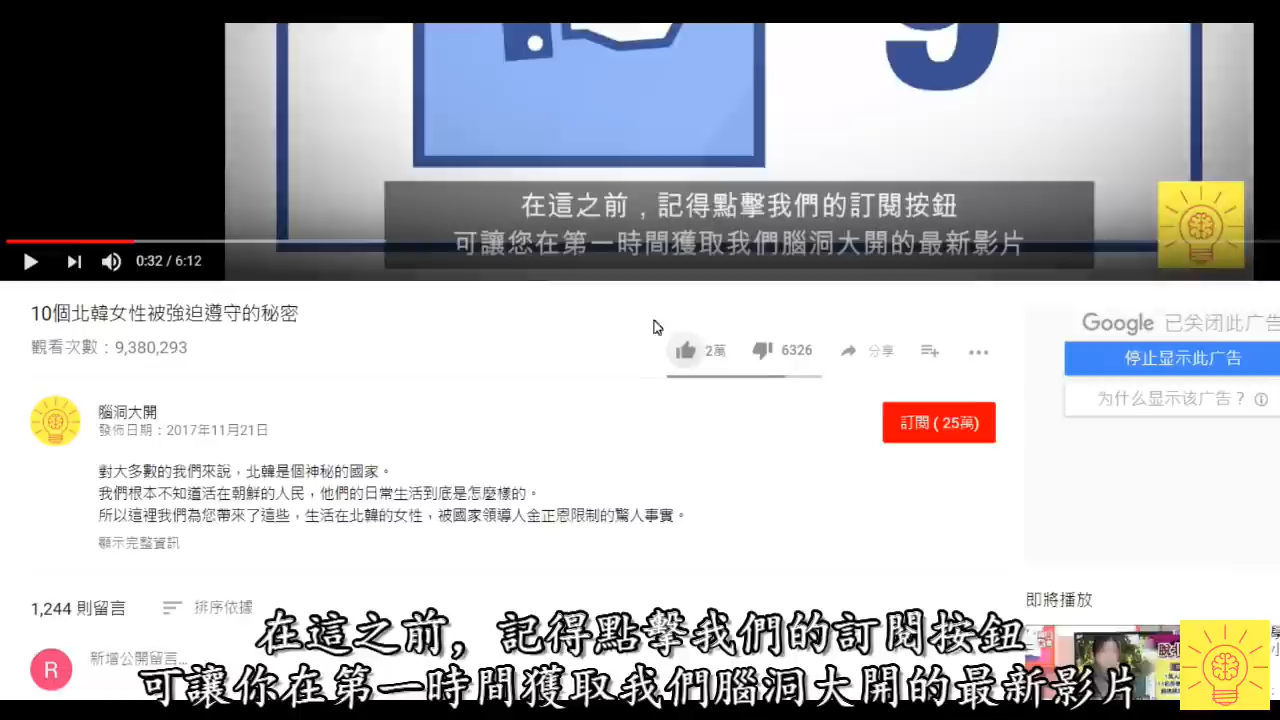 9
在這之前，記得點擊我們的訂閱按鈕
可讓您在第一時間獲取我們腦洞大開的最新影片
0:32 / 6:12
10個北韓女性被強迫遵守的秘密
觀看次數：9,380,293
2萬
6326
分享
Google 已关闭此广告
停止显示此广告
为什么显示该广告？
腦洞大開
發佈日期：2017年11月21日
訂閱 ( 25萬)
對大多數的我們來說，北韓是個神秘的國家。
我們根本不知道活在朝鮮的人民，他們的日常生活到底是怎麼樣的。
所以這裡我們為您帶來了這些，生活在北韓的女性，被國家領導人金正恩限制的驚人事實。
顯示完整資訊
1,244 則留言
排序依據
即將播放
R
新增公開留言...
在這之前，記得點擊我們的訂閱按鈕
可讓你在第一時間獲取我們腦洞大開的最新影片